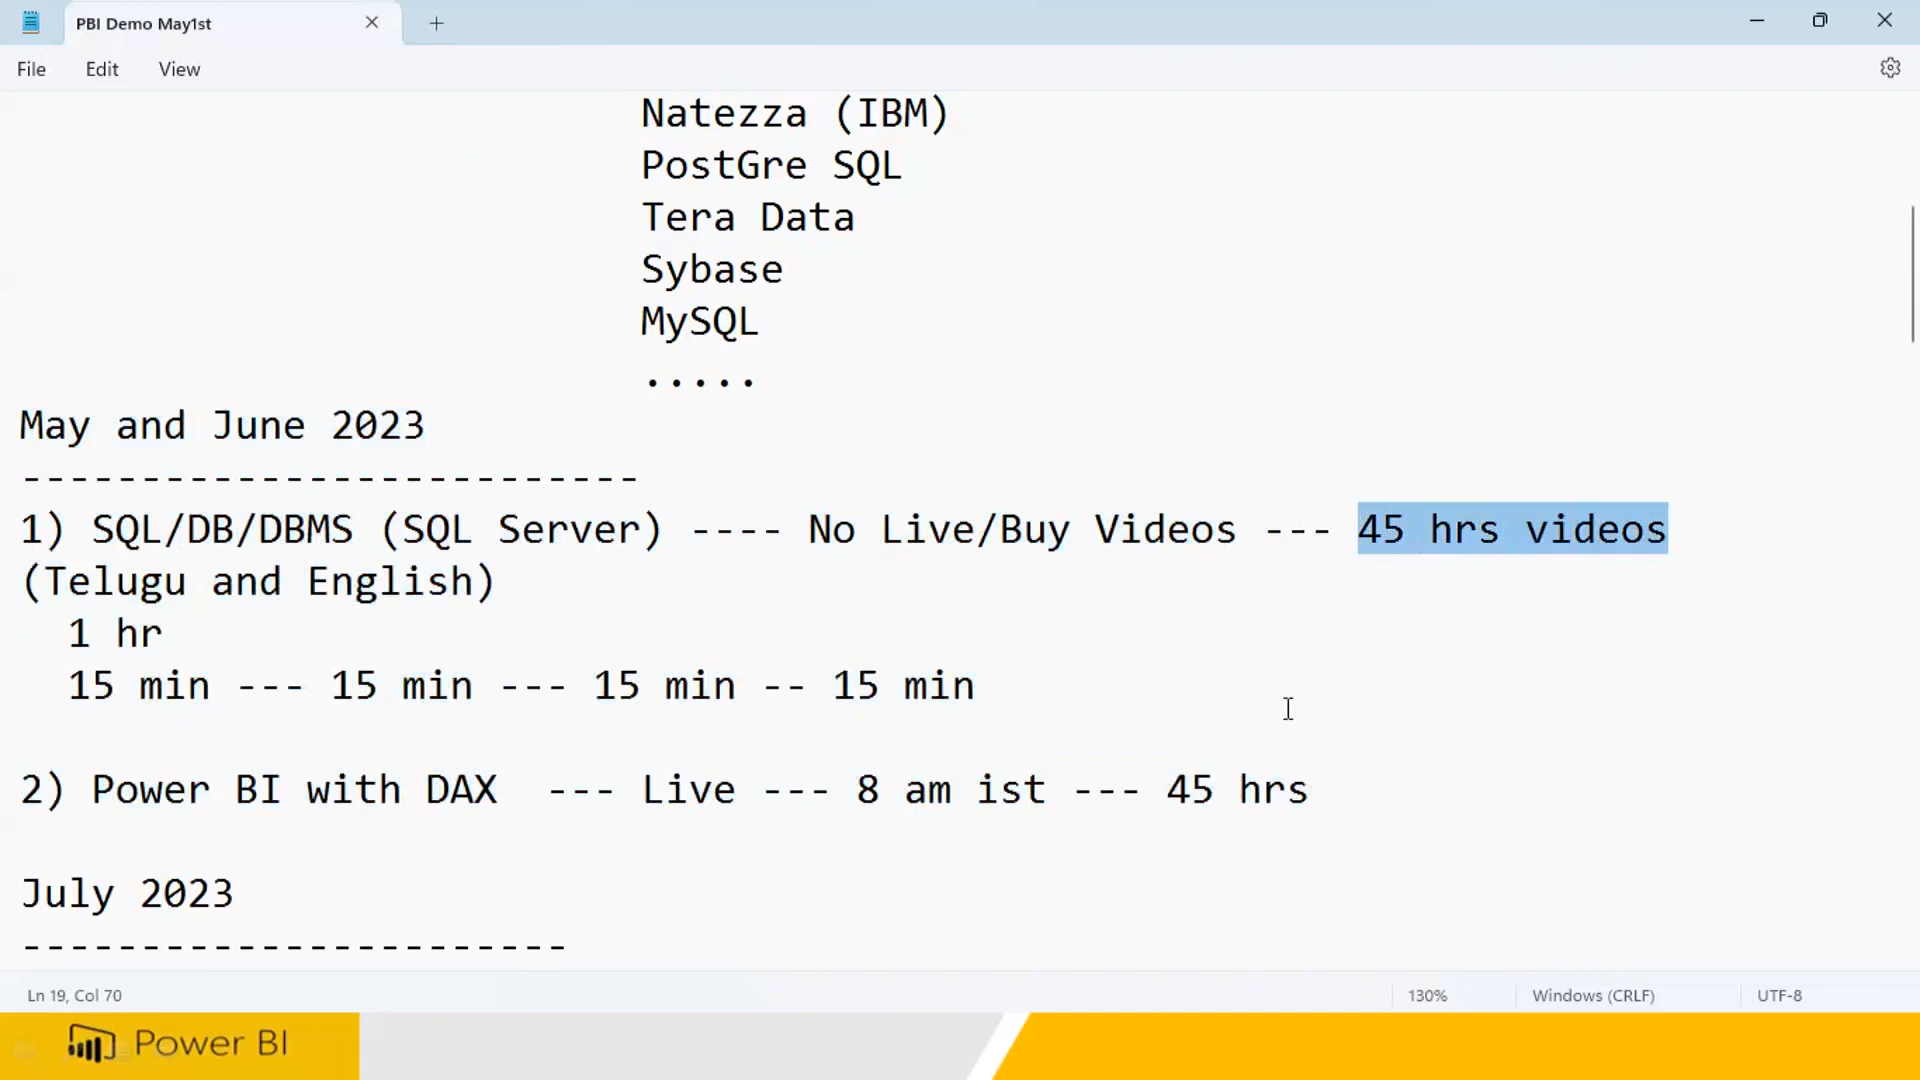 PBI Demo May1st
File Edit View
Natezza (IBM)
PostGre SQL
Tera Data
Sybase
MySQL
.....
May and June 2023
--------------------------
1) SQL/DB/DBMS (SQL Server) ---- No Live/Buy Videos --- 45 hrs videos
(Telugu and English)
1 hr
15 min --- 15 min --- 15 min -- 15 min
2) Power BI with DAX --- Live --- 8 am ist --- 45 hrs
July 2023
-----------------------
Ln 19, Col 70 130% Windows (CRLF) UTF-8
Power BI